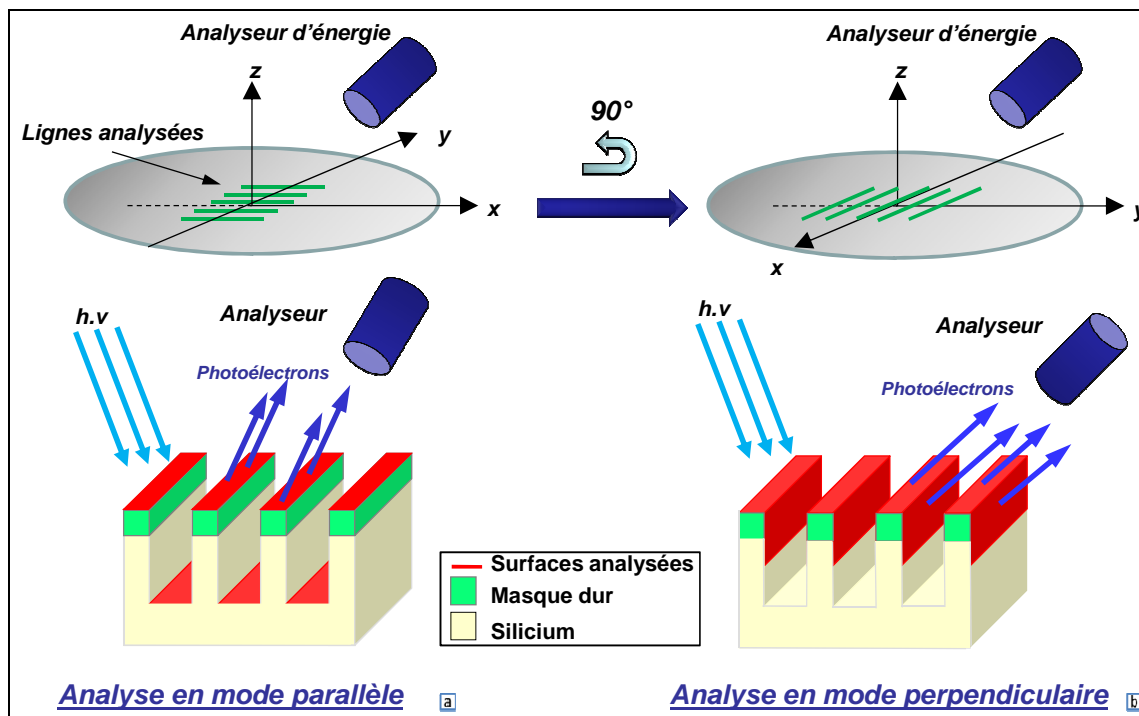 Analyseur d'énergie
z
y
Lignes analysées
x
90°
Analyseur d'énergie
z
y
x
h.ν
Analyseur
Photoélectrons
h.ν
Analyseur
Photoélectrons
Surfaces analysées
Masque dur
Silicium
Analyse en mode parallèle
a
Analyse en mode perpendiculaire
b